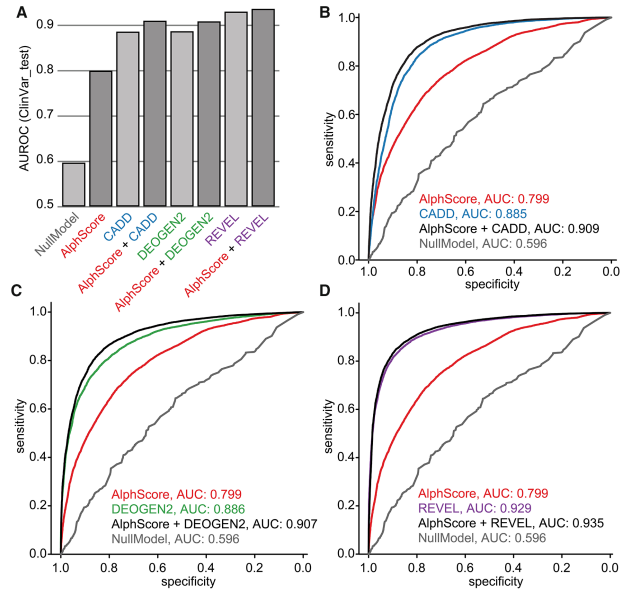 A
AUROC (ClinVar_test)
0.9
0.8
0.7
0.6
0.5
NullModel
AlphScore
CADD
AlphScore + CADD
DEOGEN2
AlphScore + DEOGEN2
REVEL
AlphScore + REVEL
B
sensitivity
1.0
0.8
0.6
0.4
0.2
0.0
AlphScore, AUC: 0.799
CADD, AUC: 0.885
AlphScore + CADD, AUC: 0.909
NullModel, AUC: 0.596
1.0 0.8 0.6 0.4 0.2 0.0
specificity
C
sensitivity
1.0
0.8
0.6
0.4
0.2
0.0
AlphScore, AUC: 0.799
DEOGEN2, AUC: 0.886
AlphScore + DEOGEN2, AUC: 0.907
NullModel, AUC: 0.596
1.0 0.8 0.6 0.4 0.2 0.0
specificity
D
sensitivity
1.0
0.8
0.6
0.4
0.2
0.0
AlphScore, AUC: 0.799
REVEL, AUC: 0.929
AlphScore + REVEL, AUC: 0.935
NullModel, AUC: 0.596
1.0 0.8 0.6 0.4 0.2 0.0
specificity